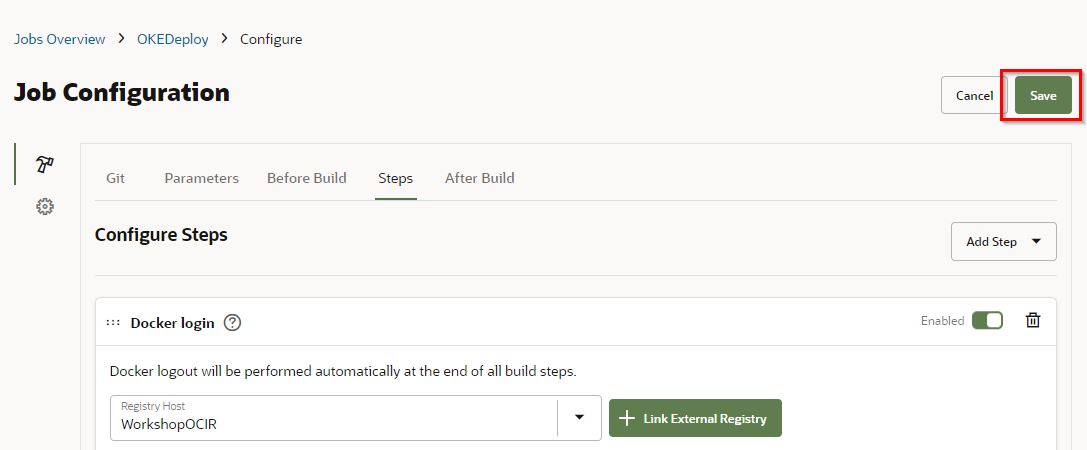 Jobs Overview > OKEDeploy > Configure
Job Configuration
Cancel
Save
Git Parameters Before Build Steps After Build
Configure Steps
Add Step
Docker login ?
Enabled
Docker logout will be performed automatically at the end of all build steps.
Registry Host
WorkshopOCIR
+ Link External Registry